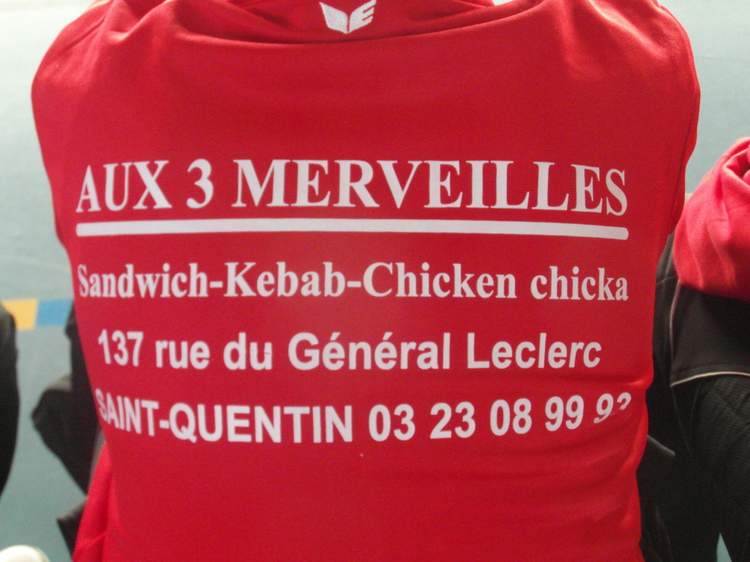 AUX 3 MERVEILLES
Sandwich-Kebab-Chicken chicka
137 rue du Général Leclerc
SAINT-QUENTIN 03 23 08 99